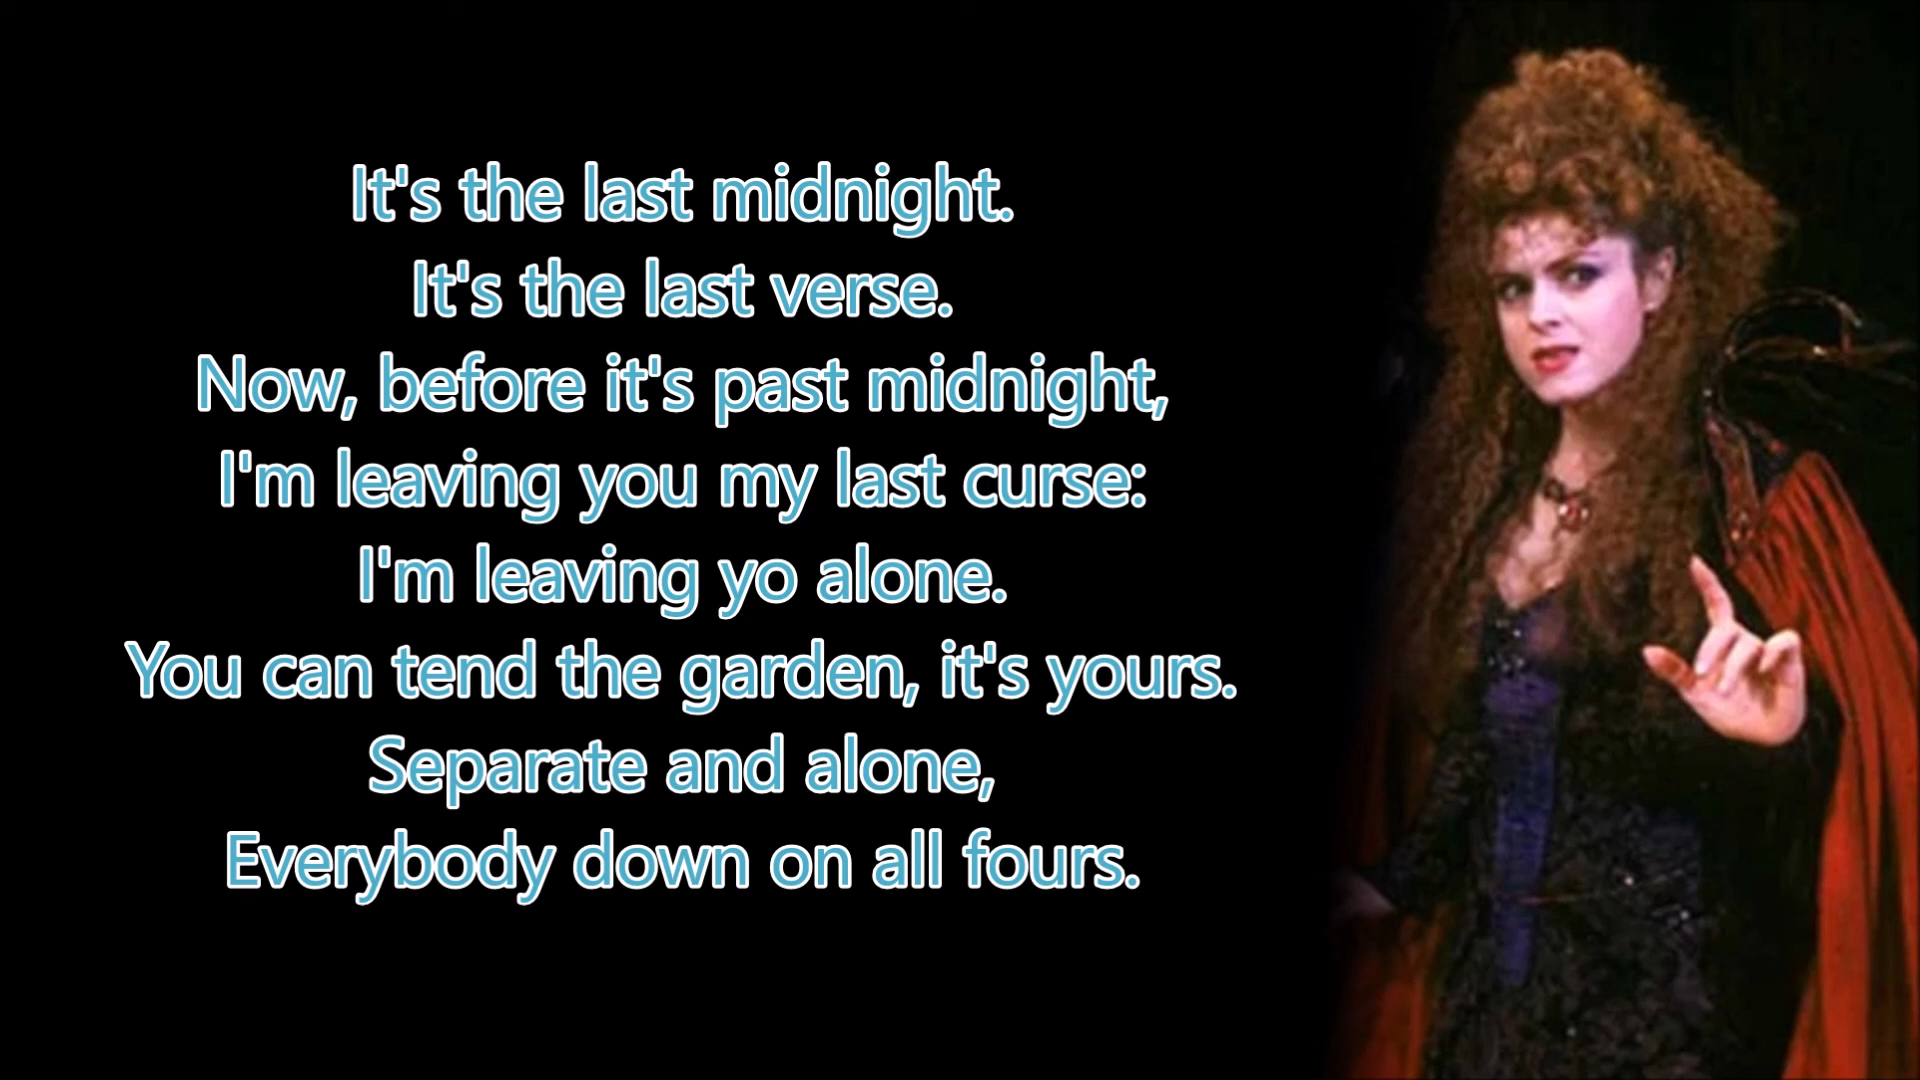 It's the last midnight.
It's the last verse.
Now, before it's past midnight,
I'm leaving you my last curse:
I'm leaving yo alone.
You can tend the garden, it's yours.
Separate and alone,
Everybody down on all fours.